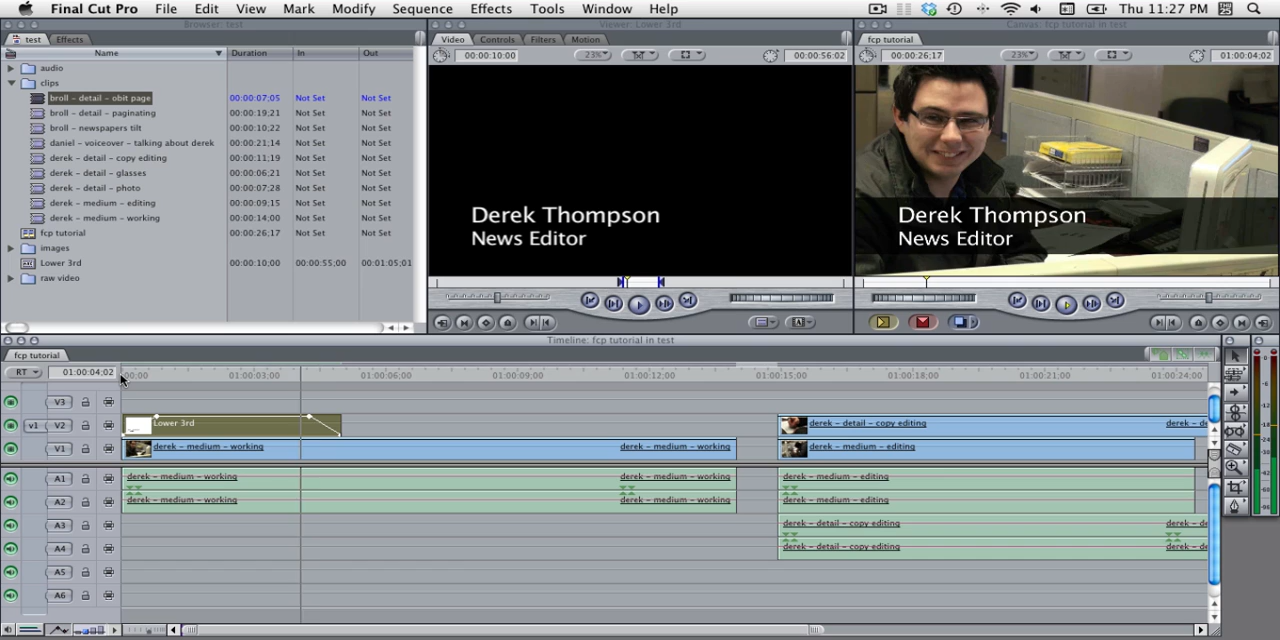 Final Cut Pro File Edit View Mark Modify Sequence Effects Tools Window Help Thu 11:27 PM
Browser: test
test Effects
Name Duration In Out
audio
clips
broll – detail – obit page 00:00:07;05 Not Set Not Set
broll – detail – paginating 00:00:19;21 Not Set Not Set
broll – newspapers tilt 00:00:10;22 Not Set Not Set
daniel – voiceover – talking about derek 00:00:21;14 Not Set Not Set
derek – detail – copy editing 00:00:11;19 Not Set Not Set
derek – detail – glasses 00:00:06;21 Not Set Not Set
derek – detail – photo 00:00:07;28 Not Set Not Set
derek – medium – editing 00:00:09;15 Not Set Not Set
derek – medium – working 00:00:14;00 Not Set Not Set
fcp tutorial 00:00:26;17 Not Set Not Set
images
Lower 3rd 00:00:10;00 00:00:55;00 00:01:05;01
raw video
Viewer: Lower 3rd
Video Controls Filters Motion
00:00:10:00 23% 00:00:56:02
Derek Thompson
News Editor
Canvas: fcp tutorial in test
fcp tutorial
00:00:26;17 23% 01:00:04;02
Derek Thompson
News Editor
Timeline: fcp tutorial in test
fcp tutorial
RT 01:00:04;02 00;00 01:00:03;00 01:00:06;00 01:00:09;00 01:00:12;00 01:00:15;00 01:00:18;00 01:00:21;00 01:00:24;00
V3
v1 V2 Lower 3rd derek – detail – copy editing derek – d
V1 derek – medium – working derek – medium – working derek – medium – editing
A1 derek – medium – working derek – medium – working derek – medium – editing
A2 derek – medium – working derek – medium – working derek – medium – editing
A3 derek – detail – copy editing derek – d
A4 derek – detail – copy editing derek – d
A5
A6